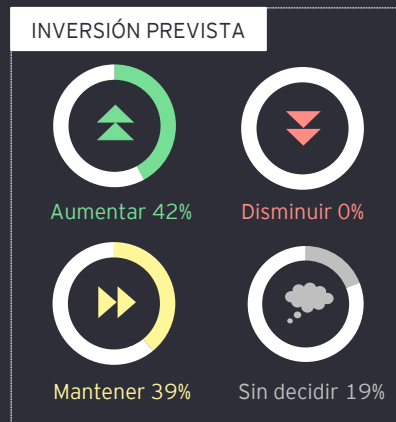 INVERSIÓN PREVISTA
Aumentar 42%
Disminuir 0%
Mantener 39%
Sin decidir 19%